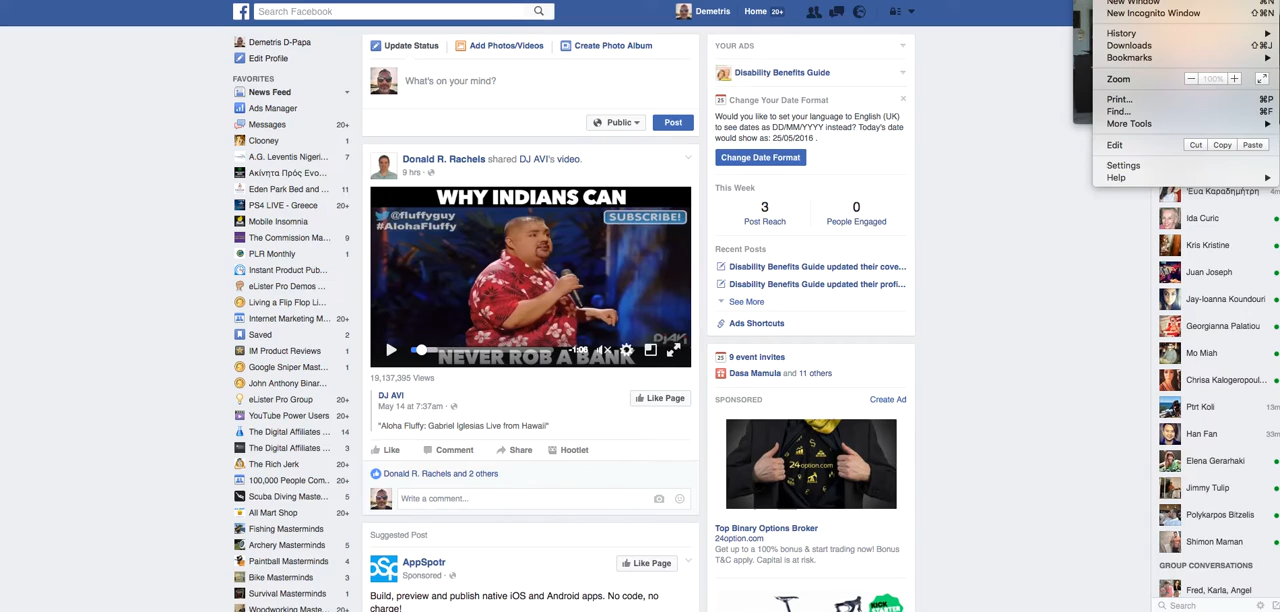 Search Facebook
Demetris
Home 20+
Demetris D-Papa
Edit Profile
FAVORITES
News Feed
Ads Manager
Messages 20+
Clooney 1
A.G. Leventis Nigeri... 7
Ακίνητα Πρός Ενο...
Eden Park Bed and ... 11
PS4 LIVE - Greece 20+
Mobile Insomnia
The Commission Ma... 9
PLR Monthly 1
Instant Product Pub...
eLister Pro Demos ...
Living a Flip Flop Li...
Internet Marketing M... 20+
Saved 1
IM Product Reviews 1
Google Sniper Mast... 1
John Anthony Binar...
eLister Pro Group 20+
YouTube Power Users 20+
The Digital Affiliates ... 14
The Digital Affiliates ... 3
The Rich Jerk 20+
100,000 People Com... 20+
Scuba Diving Maste... 5
All Mart Shop 20+
Fishing Masterminds
Archery Masterminds 5
Paintball Masterminds 4
Bike Masterminds 3
Survival Masterminds 1
Woodworking Master... 20+
Update Status
Add Photos/Videos
Create Photo Album
What's on your mind?
Public
Post
Donald R. Rachels shared DJ AVI's video.
9 hrs
WHY INDIANS CAN
@fluffyguy
SUBSCRIBE!
#AlohaFluffy
-1:06
NEVER ROB A BANK
19,137,395 Views
DJ AVI
May 14 at 7:37am
Like Page
"Aloha Fluffy: Gabriel Iglesias Live from Hawaii"
Like
Comment
Share
Hootlet
Donald R. Rachels and 2 others
Write a comment...
Suggested Post
AppSpotr
Sponsored
Like Page
Build, preview and publish native iOS and Android apps. No code, no
charge!
YOUR ADS
Disability Benefits Guide
25 Change Your Date Format
Would you like to set your language to English (UK)
to see dates as DD/MM/YYYY instead? Today's date
would show as: 25/05/2016 .
Change Date Format
This Week
3
Post Reach
0
People Engaged
Recent Posts
Disability Benefits Guide updated their cove...
Disability Benefits Guide updated their profi...
See More
Ads Shortcuts
25 9 event invites
Dasa Mamula and 11 others
SPONSORED
Create Ad
24option.com
Top Binary Options Broker
24option.com
Get up to a 100% bonus & start trading now! Bonus
T&C apply. Capital is at risk.
KICK
STARTER
New Window ⌘N
New Incognito Window ⇧⌘N
History
Downloads ⇧⌘J
Bookmarks
Zoom − 100% +
Print... ⌘P
Find... ⌘F
More Tools
Edit Cut Copy Paste
Settings
Help
Εύα Καραδημήτρη
Ida Curic
Kris Kristine
Juan Joseph
Jay-Ioanna Koundouri
Georgianna Palatiou
Mo Miah
Chrisa Kalogeropoul...
Ptrt Koli 13m
Han Fan 33m
Elena Gerarhaki
Jimmy Tulip
Polykarpos Bitzelis
Shimon Maman
GROUP CONVERSATIONS
Fred, Karla, Angel
Search